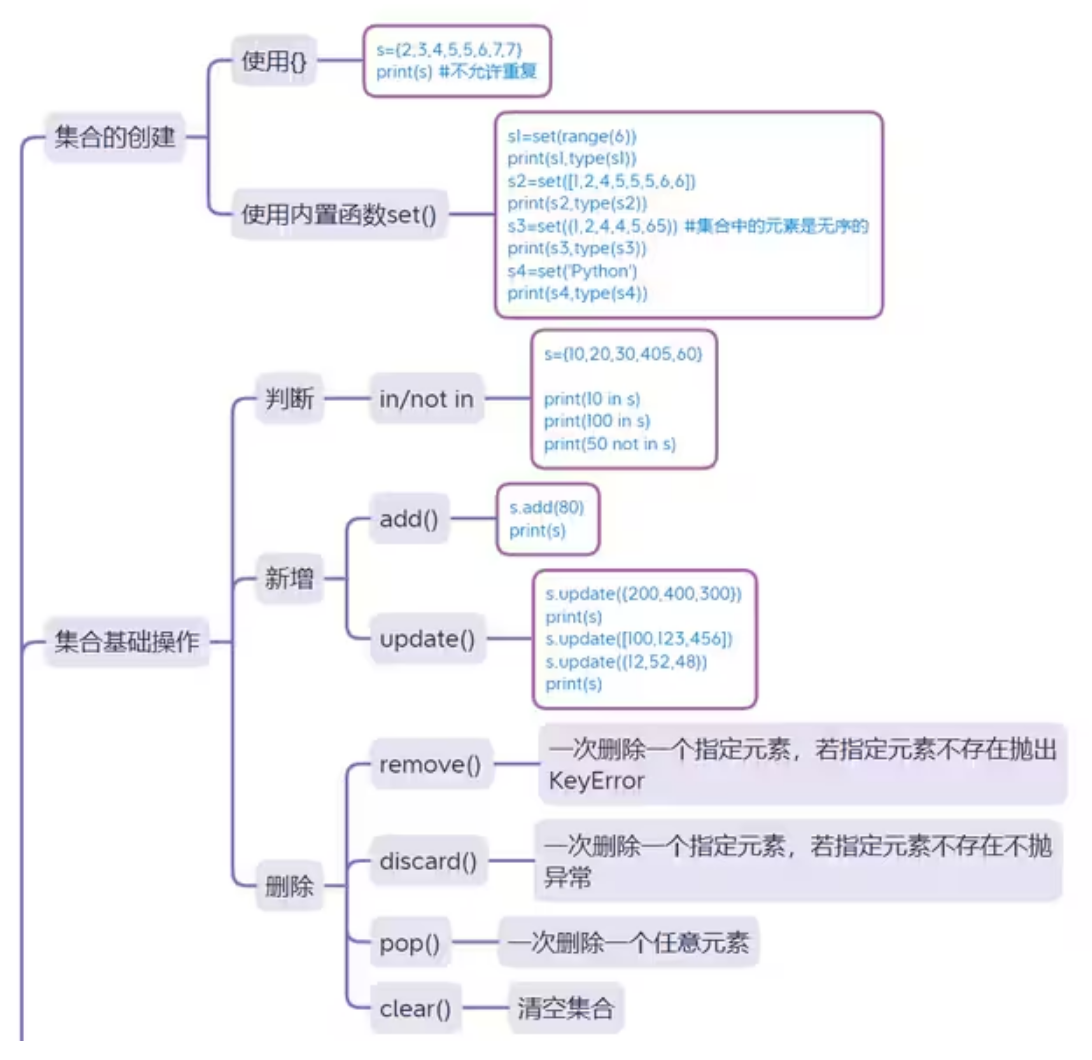 集合的创建
使用{}
s={2,3,4,5,5,6,7,7}
print(s) #不允许重复
使用内置函数set()
s1=set(range(6))
print(s1,type(s1))
s2=set([1,2,4,5,5,5,6,6])
print(s2,type(s2))
s3=set((1,2,4,4,5,65)) #集合中的元素是无序的
print(s3,type(s3))
s4=set('Python')
print(s4,type(s4))
集合基础操作
判断
in/not in
s={10,20,30,405,60}
print(10 in s)
print(100 in s)
print(50 not in s)
新增
add()
s.add(80)
print(s)
update()
s.update({200,400,300})
print(s)
s.update([100,123,456])
s.update((12,52,48))
print(s)
删除
remove()
一次删除一个指定元素，若指定元素不存在抛出
KeyError
discard()
一次删除一个指定元素，若指定元素不存在不抛
异常
pop()
一次删除一个任意元素
clear()
清空集合